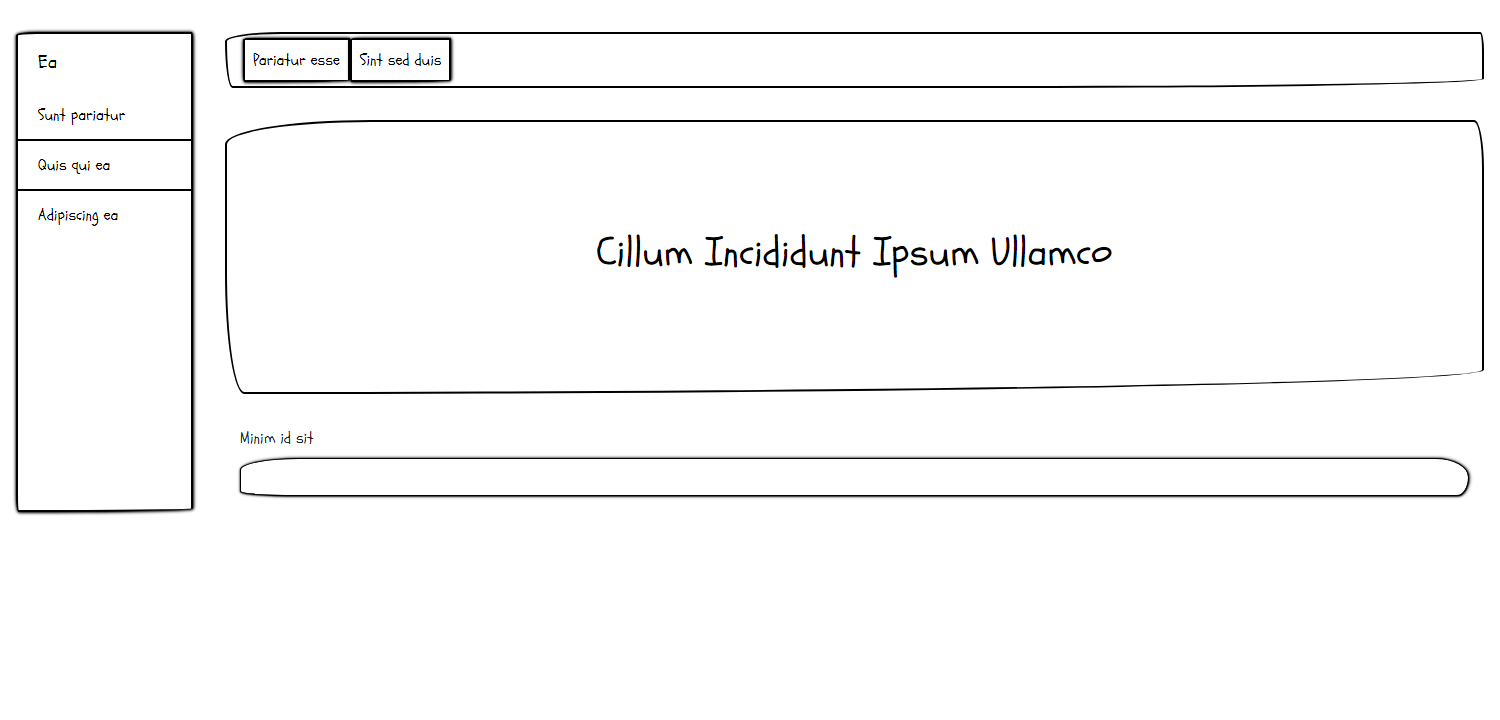 Ea
Sunt pariatur
Quis qui ea
Adipiscing ea
Pariatur esse
Sint sed duis
Cillum Incididunt Ipsum Ullamco
Minim id sit